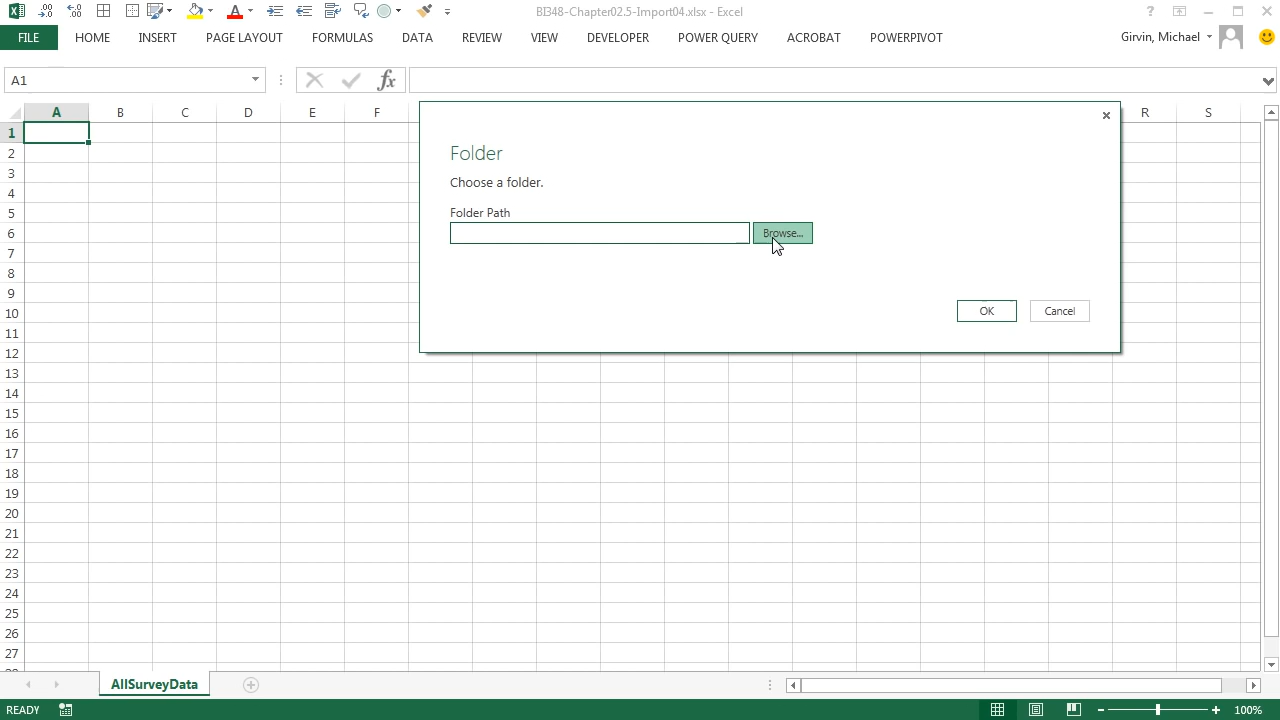 BI348-Chapter02.5-Import04.xlsx - Excel
FILE HOME INSERT PAGE LAYOUT FORMULAS DATA REVIEW VIEW DEVELOPER POWER QUERY ACROBAT POWERPIVOT Girvin, Michael
A1 fx
A B C D E F R S
1
2
3
4
5
6
7
8
9
10
11
12
13
14
15
16
17
18
19
20
21
22
23
24
25
26
27
Folder
Choose a folder.
Folder Path
Browse...
OK Cancel
AllSurveyData
READY 100%